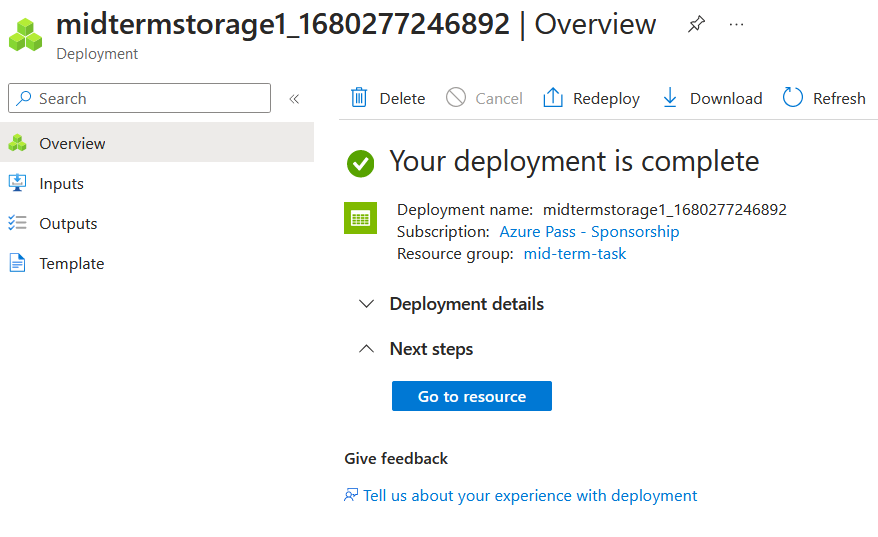 midtermstorage1_1680277246892 | Overview
Deployment
Search
Overview
Inputs
Outputs
Template
Delete Cancel Redeploy Download Refresh
Your deployment is complete
Deployment name: midtermstorage1_1680277246892
Subscription: Azure Pass - Sponsorship
Resource group: mid-term-task
Deployment details
Next steps
Go to resource
Give feedback
Tell us about your experience with deployment